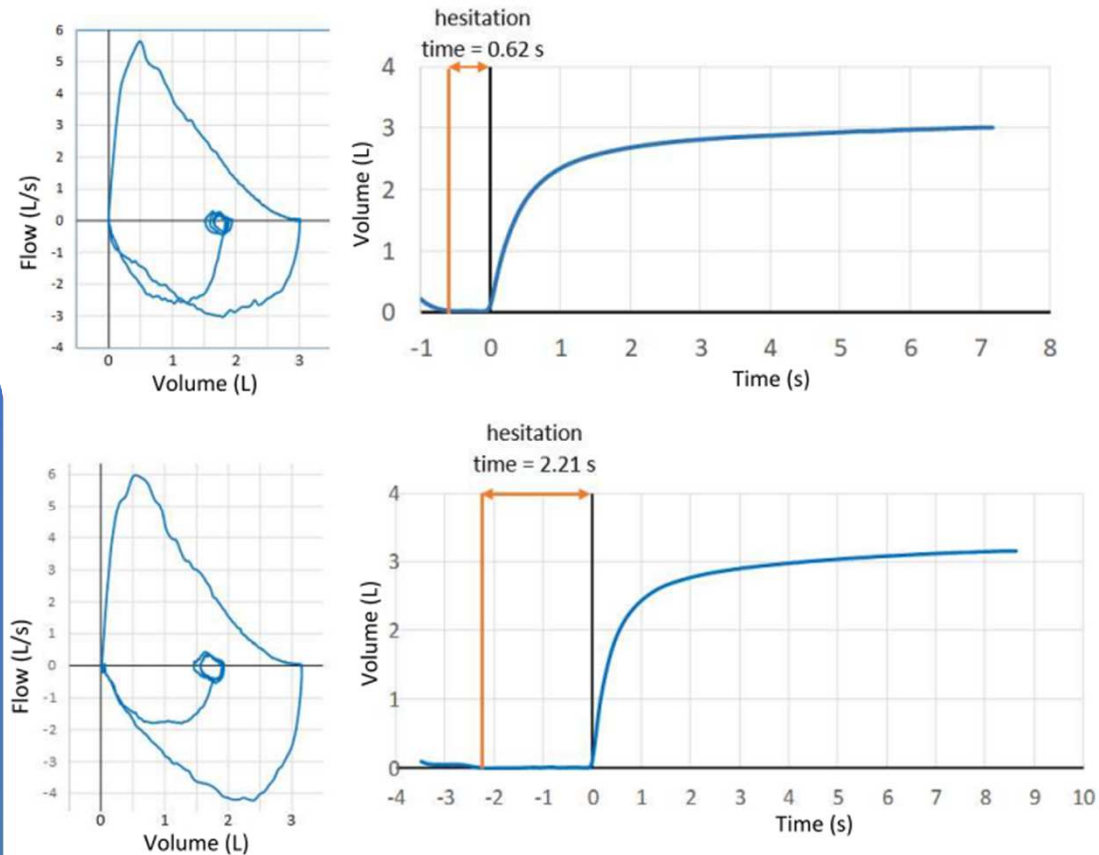 hesitation
time = 0.62 s
6
5
4
3
2
1
0
-1
-2
-3
-4
Flow (L/s)
0 1 2 3
Volume (L)
4
3
2
1
0
Volume (L)
-1 0 1 2 3 4 5 6 7 8
Time (s)
hesitation
time = 2.21 s
6
5
4
3
2
1
0
-1
-2
-3
-4
Flow (L/s)
0 1 2 3
Volume (L)
4
3
2
1
0
Volume (L)
-4 -3 -2 -1 0 1 2 3 4 5 6 7 8 9 10
Time (s)